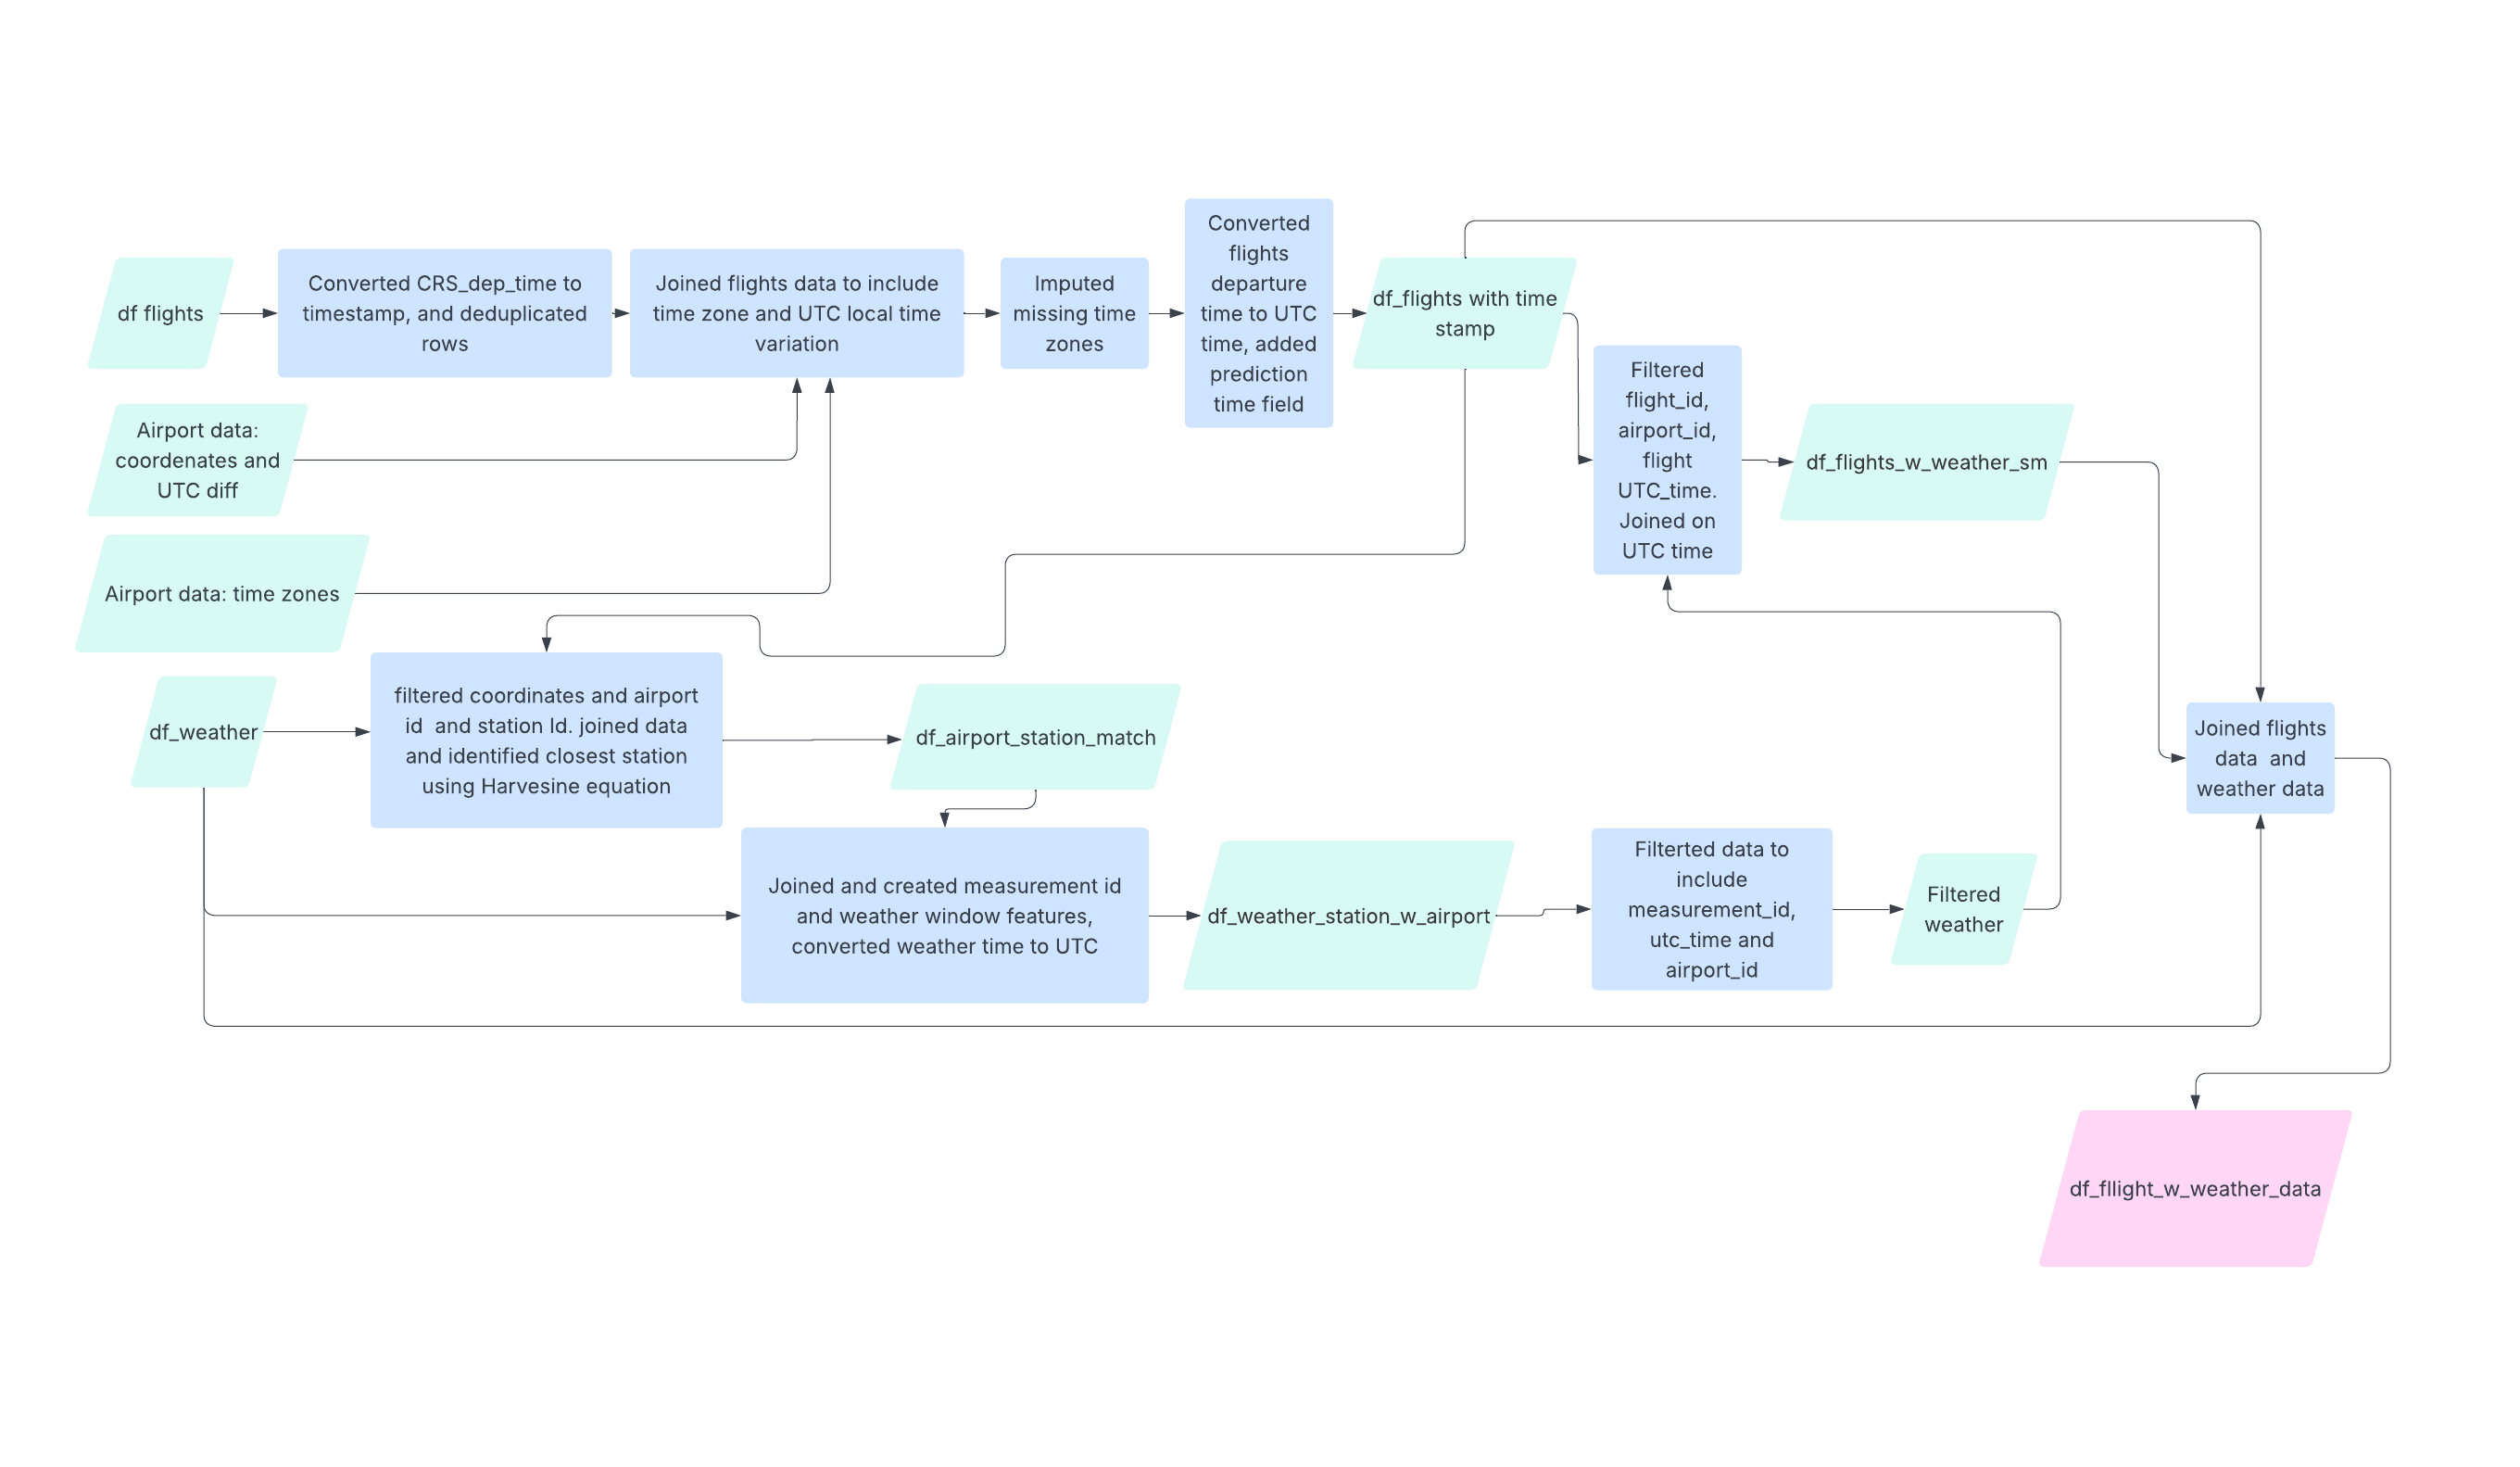 df flights
Converted CRS_dep_time to
timestamp, and deduplicated
rows
Joined flights data to include
time zone and UTC local time
variation
Imputed
missing time
zones
Converted
flights
departure
time to UTC
time, added
prediction
time field
df_flights with time
stamp
Filtered
flight_id,
airport_id,
flight
UTC_time.
Joined on
UTC time
df_flights_w_weather_sm
Airport data:
coordenates and
UTC diff
Airport data: time zones
df_weather
filtered coordinates and airport
id  and station Id. joined data
and identified closest station
using Harvesine equation
df_airport_station_match
Joined flights
data  and
weather data
Joined and created measurement id
and weather window features,
converted weather time to UTC
df_weather_station_w_airport
Filterted data to
include
measurement_id,
utc_time and
airport_id
Filtered
weather
df_fllight_w_weather_data